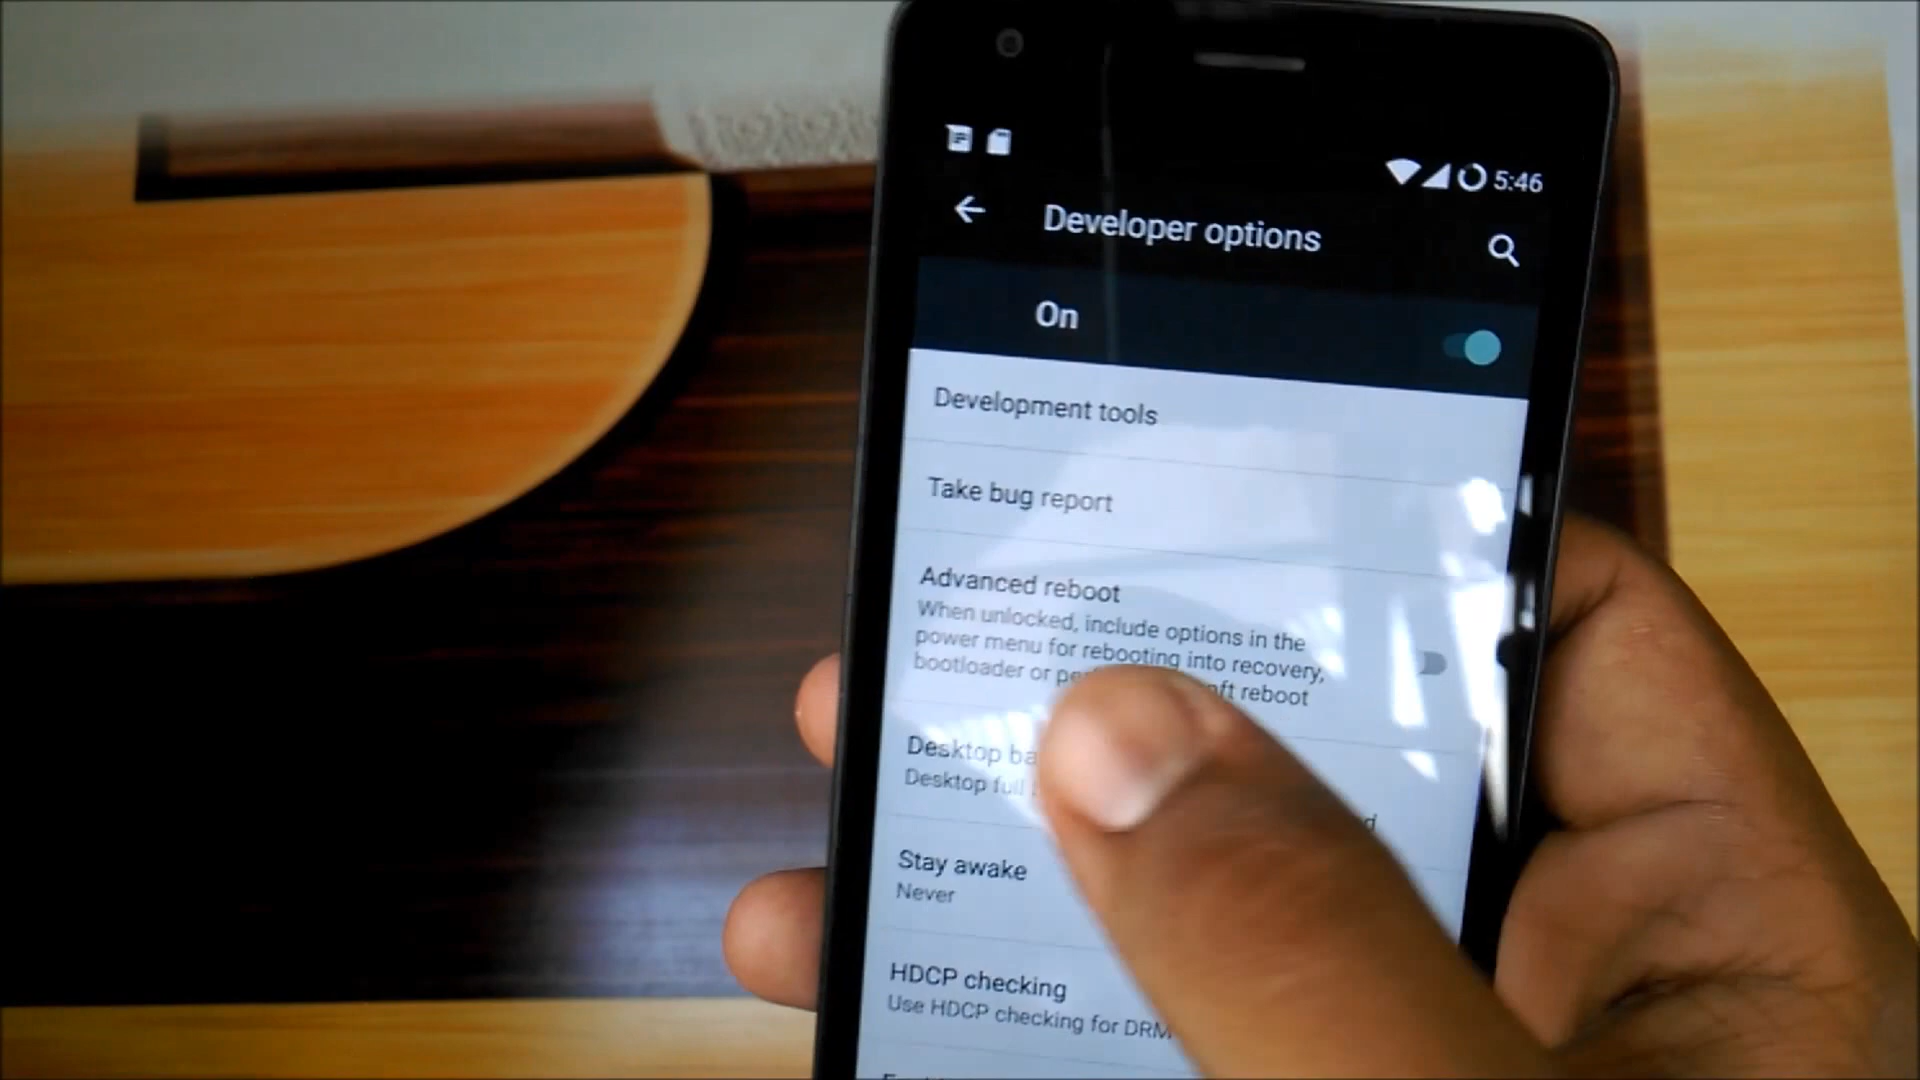 5:46
Developer options
On
Development tools
Take bug report
Advanced reboot
When unlocked, include options in the
power menu for rebooting into recovery,
bootloader or reboot
Desktop
Desktop full
Stay awake
Never
HDCP checking
Use HDCP checking for DRM